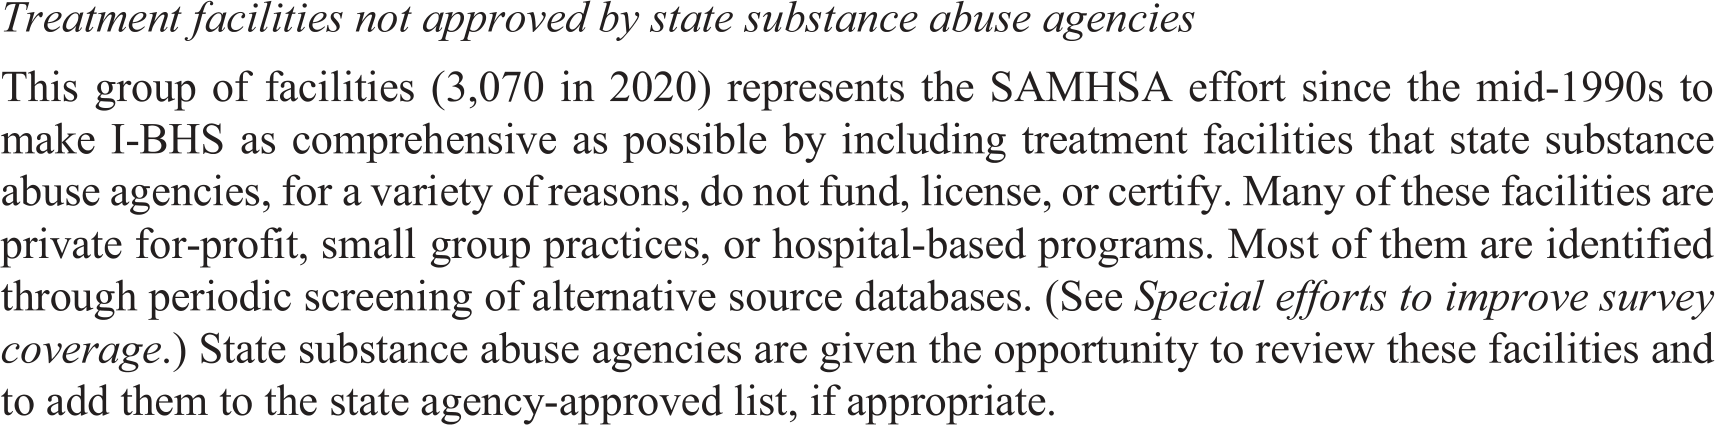 Treatment facilities not approved by state substance abuse agencies
This group of facilities (3,070 in 2020) represents the SAMHSA effort since the mid-1990s to
make I-BHS as comprehensive as possible by including treatment facilities that state substance
abuse agencies, for a variety of reasons, do not fund, license, or certify. Many of these facilities are
private for-profit, small group practices, or hospital-based programs. Most of them are identified
through periodic screening of alternative source databases. (See Special efforts to improve survey
coverage.) State substance abuse agencies are given the opportunity to review these facilities and
to add them to the state agency-approved list, if appropriate.